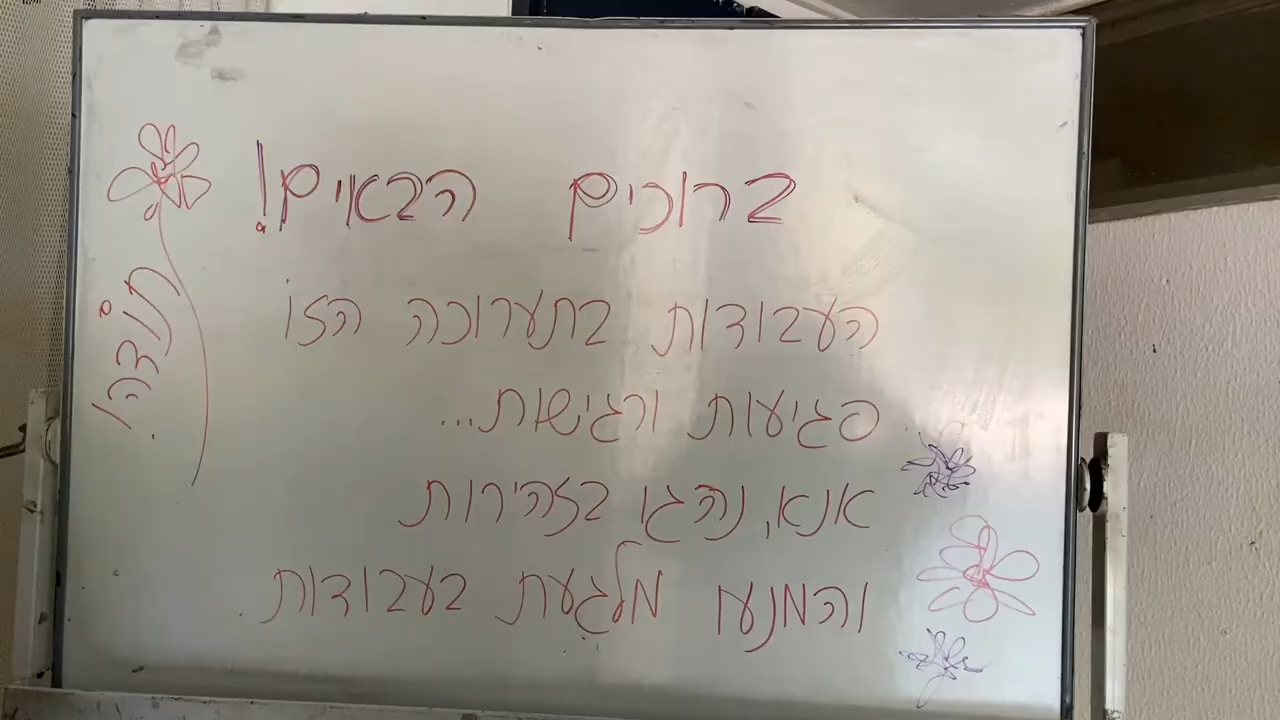 ברוכים הבאים!
העבודות בתערוכה הזו
פגיעות ורגישות...
אנא, נהגו בזהירות
והמנעו מלגעת בעבודות.
תודה!